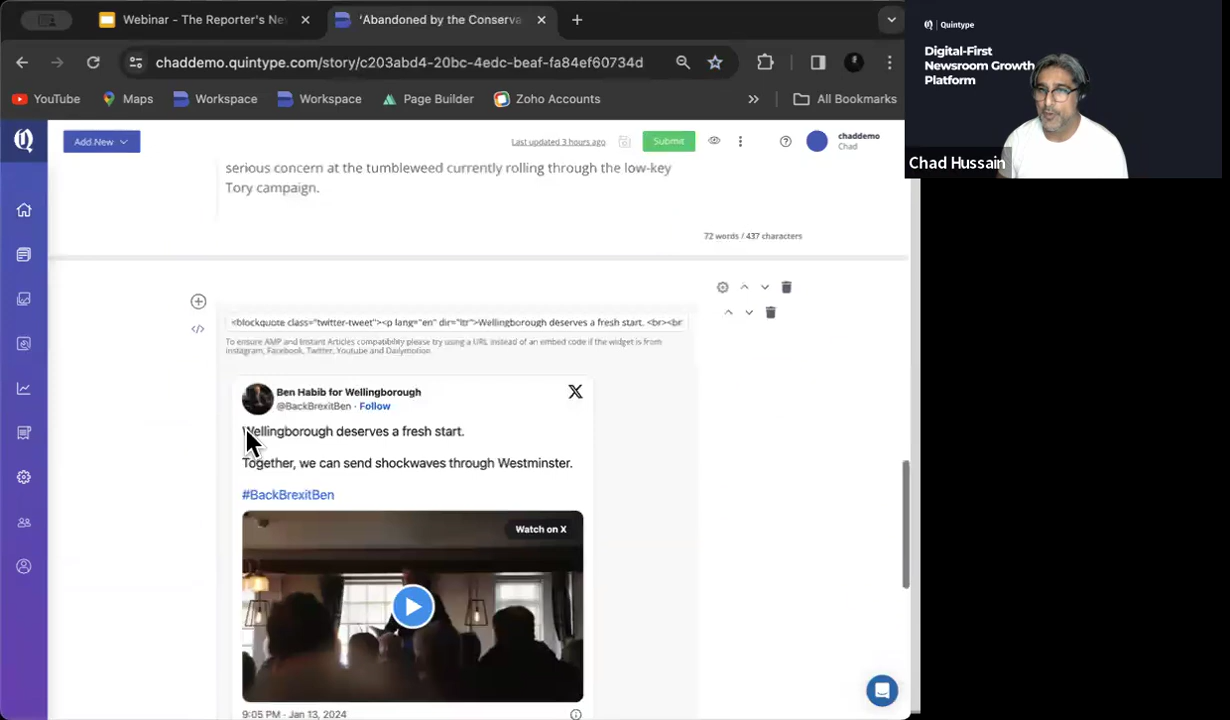 Webinar - The Reporter's Ne
'Abandoned by the Conserva
chaddemo.quintype.com/story/c203abd4-20bc-4edc-beaf-fa84ef60734d
YouTube
Maps
Workspace
Workspace
Page Builder
Zoho Accounts
All Bookmarks
Quintype
Digital-First
Newsroom Growth
Platform
Chad Hussain
Add New
Last updated 3 hours ago
Submit
chaddemo
Chad
serious concern at the tumbleweed currently rolling through the low-key
Tory campaign.
72 words / 437 characters
<blockquote class="twitter-tweet"><p lang="en" dir="ltr">Wellingborough deserves a fresh start. <br><br
To ensure AMP and Instant Articles compatibility please try using a URL instead of an embed code if the widget is from
Instagram, Facebook, Twitter, Youtube and Dailymotion
Ben Habib for Wellingborough
@BackBrexitBen · Follow
Wellingborough deserves a fresh start.
Together, we can send shockwaves through Westminster.
#BackBrexitBen
Watch on X
9:05 PM · Jan 13, 2024